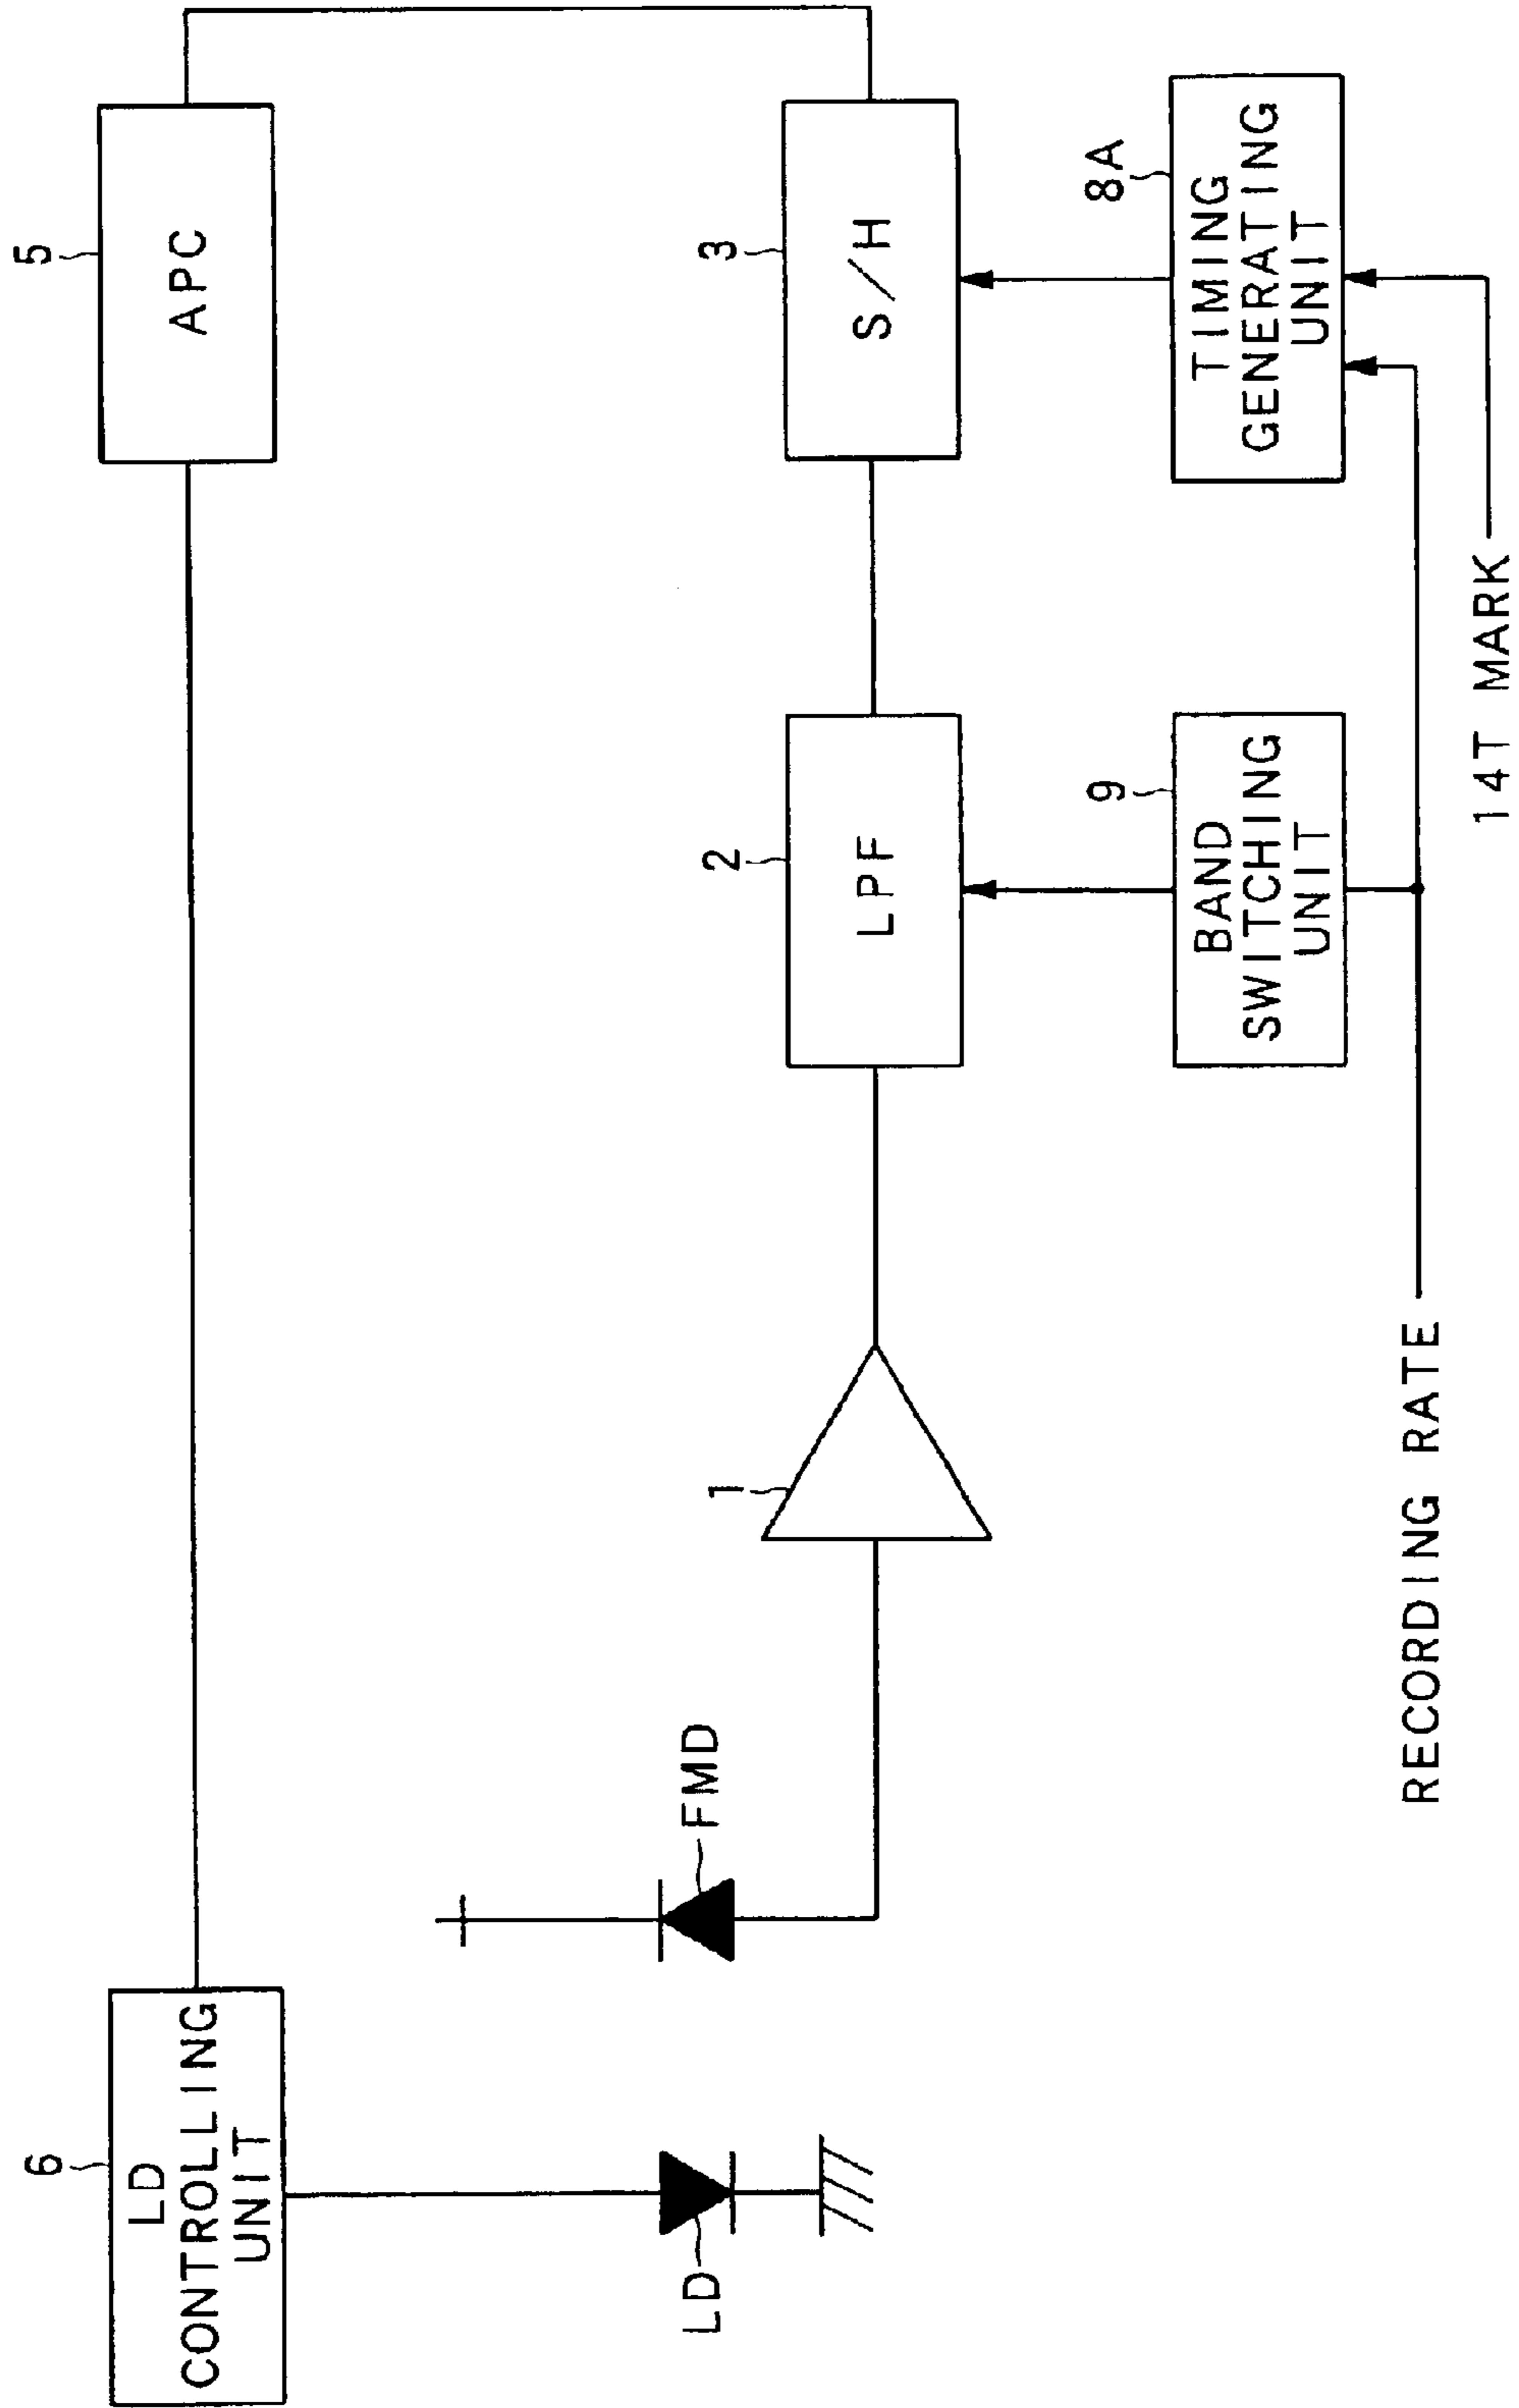 6
LD
CONTROLLING
UNIT
5
APC
LD
FMD
1
2
LPF
3
S/H
9
BAND
SWITCHING
UNIT
8A
TIMING
GENERATING
UNIT
RECORDING RATE
14T MARK